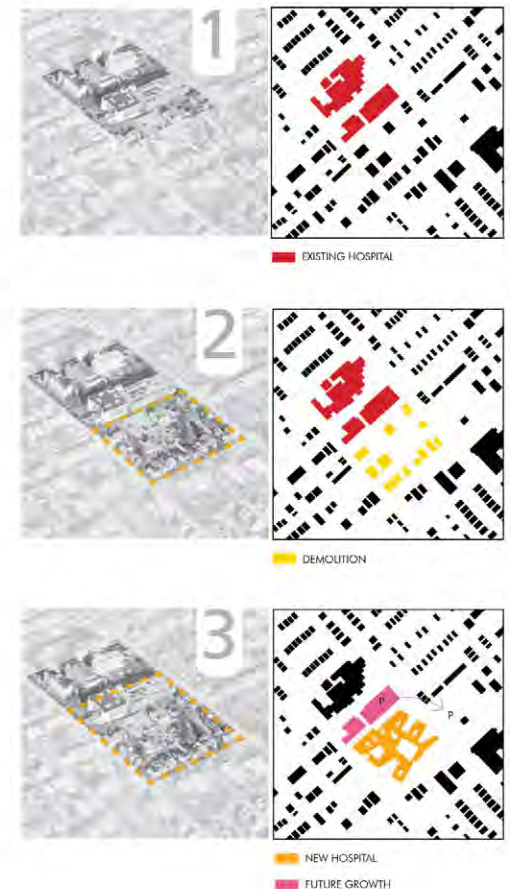 1
EXISTING HOSPITAL
2
DEMOLITION
3
P
P
NEW HOSPITAL
FUTURE GROWTH